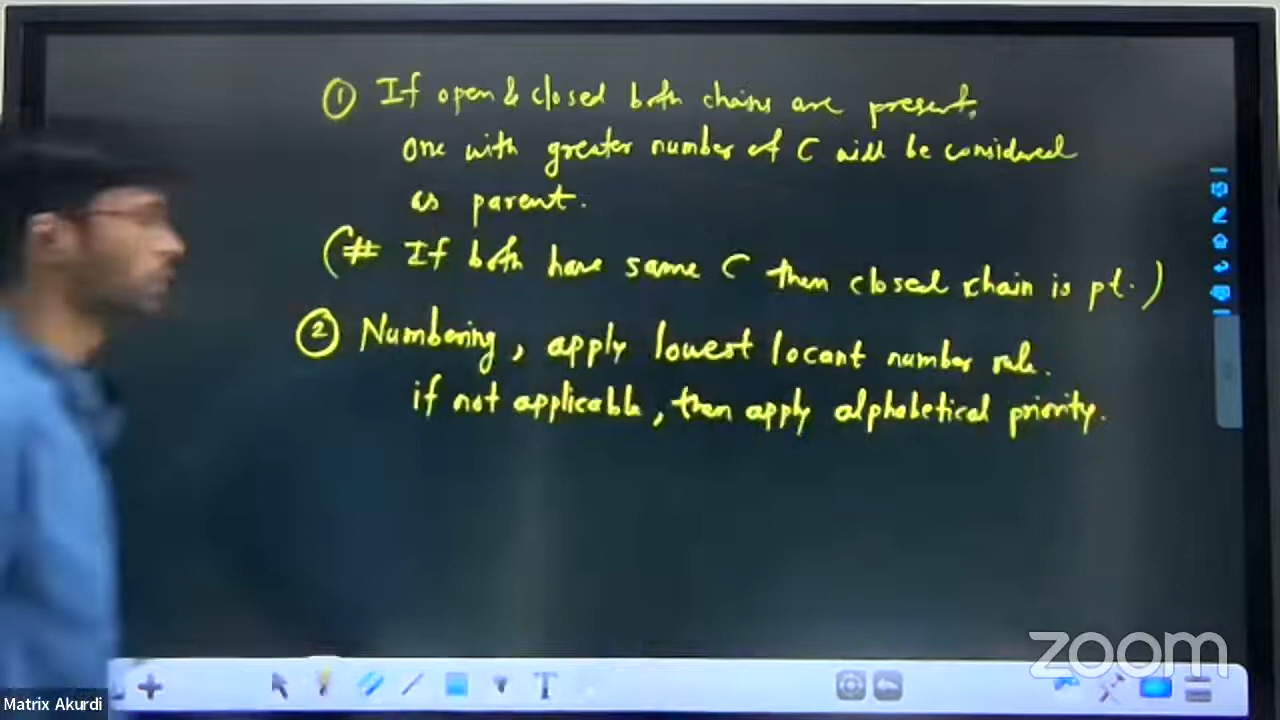 ① If open & closed both chains are present,
one with greater number of C will be considered
as parent.
(# If both have same C then closed chain is pt.)
② Numbering, apply lowest locant number rule.
if not applicable, then apply alphabetical priority.
zoom
Matrix Akurdi